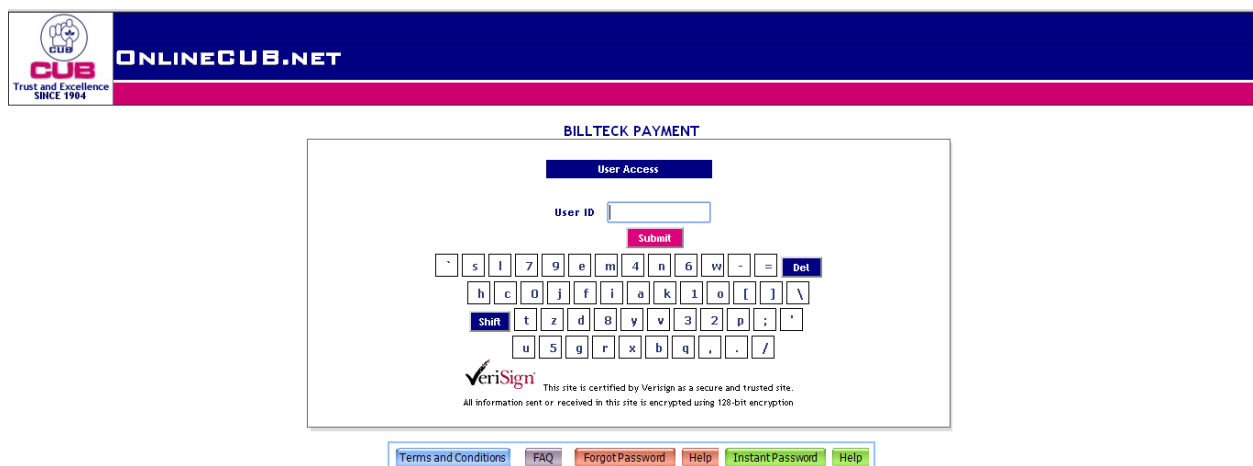 CUB
CUB
Trust and Excellence
SINCE 1904
OnlineCUB.net
BILLTECK PAYMENT
User Access
User ID
Submit
` s l 7 9 e m 4 n 6 w - = Del
h c 0 j f i a k 1 o [ ] \
Shift t z d 8 y v 3 2 p ; '
u 5 g r x b q , . /
VeriSign This site is certified by Verisign as a secure and trusted site.
All information sent or received in this site is encrypted using 128-bit encryption
Terms and Conditions FAQ Forgot Password Help Instant Password Help